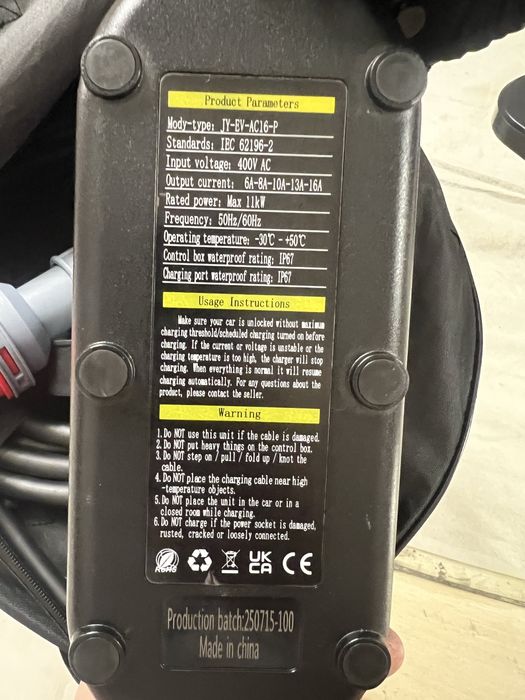 Product Parameters
Mody-type: JY-EV-AC16-P
Standards: IEC 62196-2
Input voltage: 400V AC
Output current: 6A-8A-10A-13A-16A
Rated power: Max 11kW
Frequency: 50Hz/60Hz
Operating temperature: -30℃ - +50℃
Control box waterproof rating: IP67
Charging port waterproof rating: IP67
Usage Instructions
Make sure your car is unlocked without maximum
charging threshold/scheduled charging turned on before
charging. If the current or voltage is unstable or the
charging temperature is too high, the charger will stop
charging. When everything is normal it will resume
charging automatically. For any questions about the
product, please contact the seller.
Warning
1. Do NOT use this unit if the cable is damaged.
2. Do NOT put heavy things on the control box.
3. Do NOT step on / pull / fold up / knot the
cable.
4. Do NOT place the charging cable near high
-temperature objects.
5. Do NOT place the unit in the car or in a
closed room while charging.
6. Do NOT charge if the power socket is damaged,
rusted, cracked or loosely connected.
RoHS UK CA CE
Production batch:250715-100
Made in china